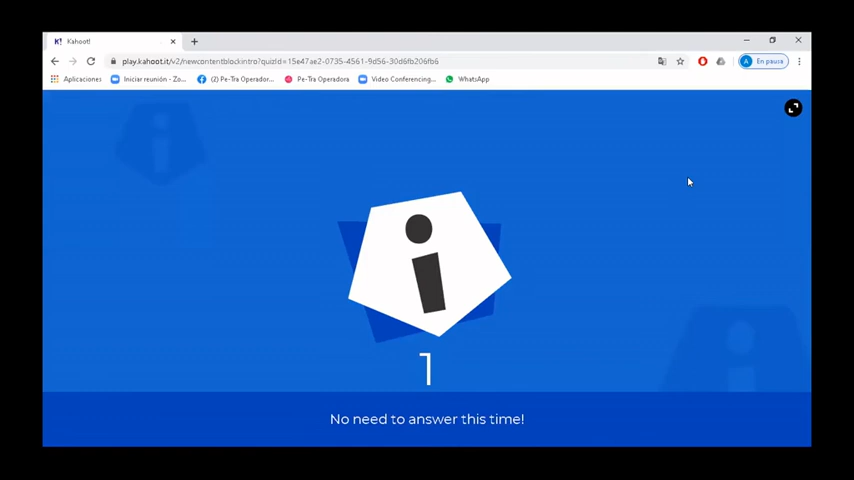 K! Kahoot!
play.kahoot.it/v2/newcontentblockintro?quizId=15e47ae2-0735-4561-9d56-30d6fb206fb6
A En pausa
Aplicaciones
Iniciar reunión - Zo...
(2) Pe-Tra Operador...
Pe-Tra Operadora
Video Conferencing...
WhatsApp
i
1
No need to answer this time!